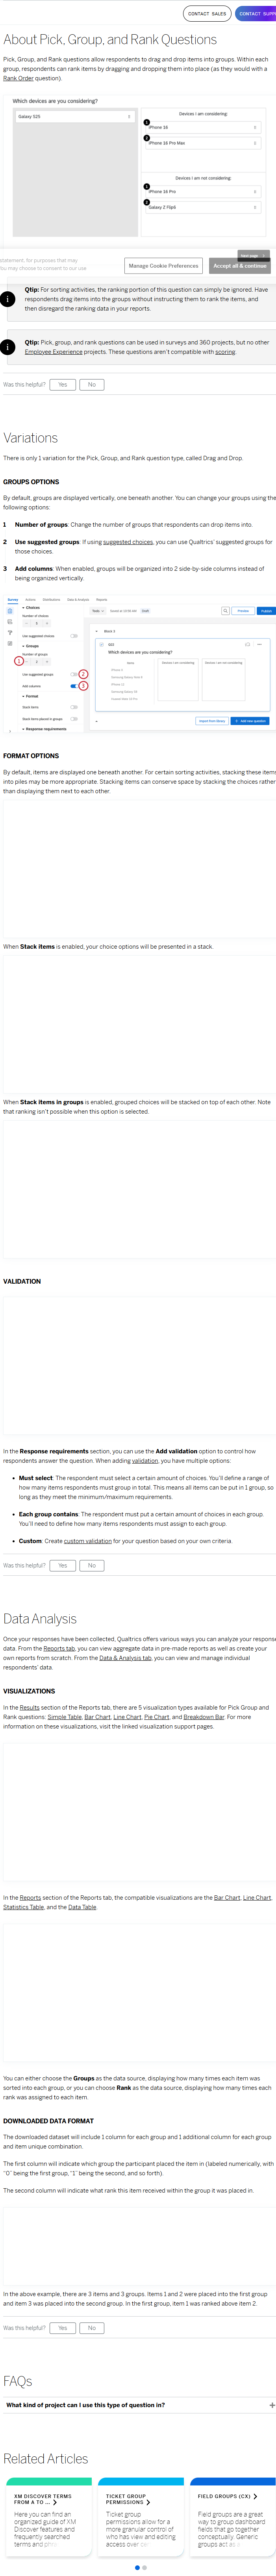 CONTACT SALES
CONTACT SUPP
About Pick, Group, and Rank Questions
Pick, Group, and Rank questions allow respondents to drag and drop items into groups. Within each
group, respondents can rank items by dragging and dropping them into place (as they would with a
Rank Order question).
Which devices are you considering?
Galaxy S25
Devices I am considering:
1
iPhone 16
2
iPhone 16 Pro Max
Devices I am not considering:
1
iPhone 16 Pro
2
Galaxy Z Flip6
Next page
statement, for purposes that may
You may choose to consent to our use
Manage Cookie Preferences
Accept all & continue
Qtip: For sorting activities, the ranking portion of this question can simply be ignored. Have
respondents drag items into the groups without instructing them to rank the items, and
then disregard the ranking data in your reports.
Qtip: Pick, group, and rank questions can be used in surveys and 360 projects, but no other
Employee Experience projects. These questions aren't compatible with scoring.
Was this helpful? Yes No
Variations
There is only 1 variation for the Pick, Group, and Rank question type, called Drag and Drop.
GROUPS OPTIONS
By default, groups are displayed vertically, one beneath another. You can change your groups using the
following options:
1 Number of groups: Change the number of groups that respondents can drop items into.
2 Use suggested groups: If using suggested choices, you can use Qualtrics' suggested groups for
those choices.
3 Add columns: When enabled, groups will be organized into 2 side-by-side columns instead of
being organized vertically.
Survey Actions Distributions Data & Analysis Reports
Choices
Number of choices
Use suggested choices
Groups
Number of groups
1
Use suggested groups
2
Add columns
3
Format
Stack items
Stack items placed in groups
Response requirements
Tools
Draft
Preview
Publish
Block 3
Which devices are you considering?
Items
Import from library
Add new question
FORMAT OPTIONS
By default, items are displayed one beneath another. For certain sorting activities, stacking these items
into piles may be more appropriate. Stacking items can conserve space by stacking the choices rather
than displaying them next to each other.
When Stack items is enabled, your choice options will be presented in a stack.
When Stack items in groups is enabled, grouped choices will be stacked on top of each other. Note
that ranking isn't possible when this option is selected.
VALIDATION
In the Response requirements section, you can use the Add validation option to control how
respondents answer the question. When adding validation, you have multiple options:
Must select: The respondent must select a certain amount of choices. You'll define a range of
how many items respondents must group in total. This means all items can be put in 1 group, so
long as they meet the minimum/maximum requirements.
Each group contains: The respondent must put a certain amount of choices in each group.
You'll need to define how many items respondents must assign to each group.
Custom: Create custom validation for your question based on your own criteria.
Was this helpful? Yes No
Data Analysis
Once your responses have been collected, Qualtrics offers various ways you can analyze your response
data. From the Reports tab, you can view aggregate data in pre-made reports as well as create your
own reports from scratch. From the Data & Analysis tab, you can view and manage individual
respondents' data.
VISUALIZATIONS
In the Results section of the Reports tab, there are 5 visualization types available for Pick Group and
Rank questions: Simple Table, Bar Chart, Line Chart, Pie Chart, and Breakdown Bar. For more
information on these visualizations, visit the linked visualization support pages.
In the Reports section of the Reports tab, the compatible visualizations are the Bar Chart, Line Chart,
Statistics Table, and the Data Table.
You can either choose the Groups as the data source, displaying how many times each item was
sorted into each group, or you can choose Rank as the data source, displaying how many times each
rank was assigned to each item.
DOWNLOADED DATA FORMAT
The downloaded dataset will include 1 column for each group and 1 additional column for each group
and item unique combination.
The first column will indicate which group the participant placed the item in (labeled numerically, with
"0" being the first group, "1" being the second, and so forth).
The second column will indicate what rank this item received within the group it was placed in.
In the above example, there are 3 items and 3 groups. Items 1 and 2 were placed into the first group
and item 3 was placed into the second group. In the first group, item 1 was ranked above item 2.
Was this helpful? Yes No
FAQs
What kind of project can I use this type of question in?
Related Articles
XM DISCOVER TERMS
FROM A TO ...
Here you can find an
organized guide of XM
Discover features and
frequently searched
terms and phr
TICKET GROUP
PERMISSIONS
Ticket group
permissions allow for a
more granular control of
who has view and editing
access over
FIELD GROUPS (CX)
Field groups are a great
way to group dashboard
fields that go together
conceptually. Generic
groups act as